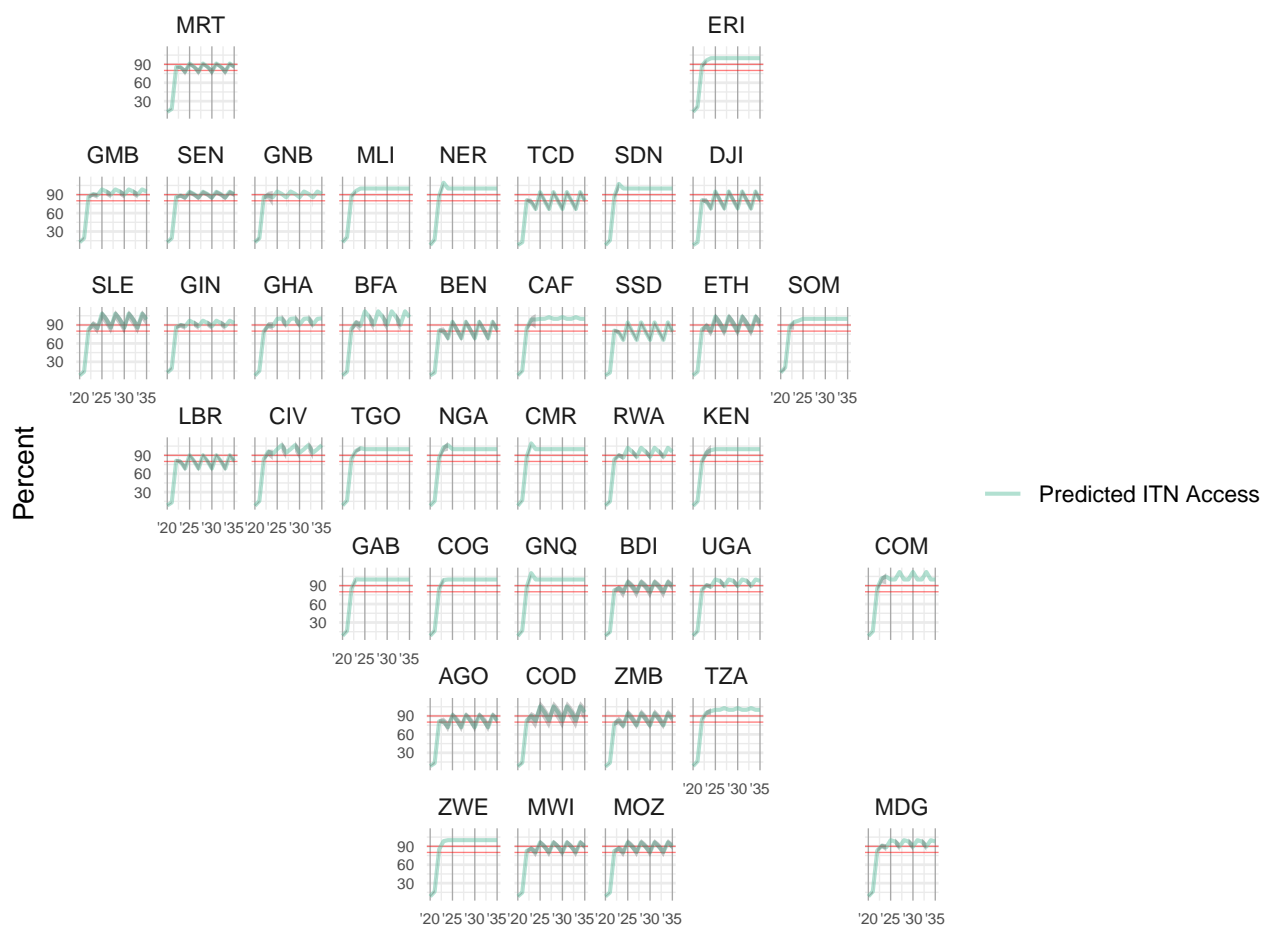 MRT ERI
90
60
30
GMB SEN GNB MLI NER TCD SDN DJI
90
60
30
SLE GIN GHA BFA BEN CAF SSD ETH SOM
90
60
30
'20 '25 '30 '35 '20 '25 '30 '35
LBR CIV TGO NGA CMR RWA KEN
90
60
30
'20 '25 '30 '35 '20 '25 '30 '35
GAB COG GNQ BDI UGA COM
90
60
30
'20 '25 '30 '35
AGO COD ZMB TZA
90
60
30
'20 '25 '30 '35
ZWE MWI MOZ MDG
90
60
30
'20 '25 '30 '35 '20 '25 '30 '35 '20 '25 '30 '35 '20 '25 '30 '35
Percent
Predicted ITN Access